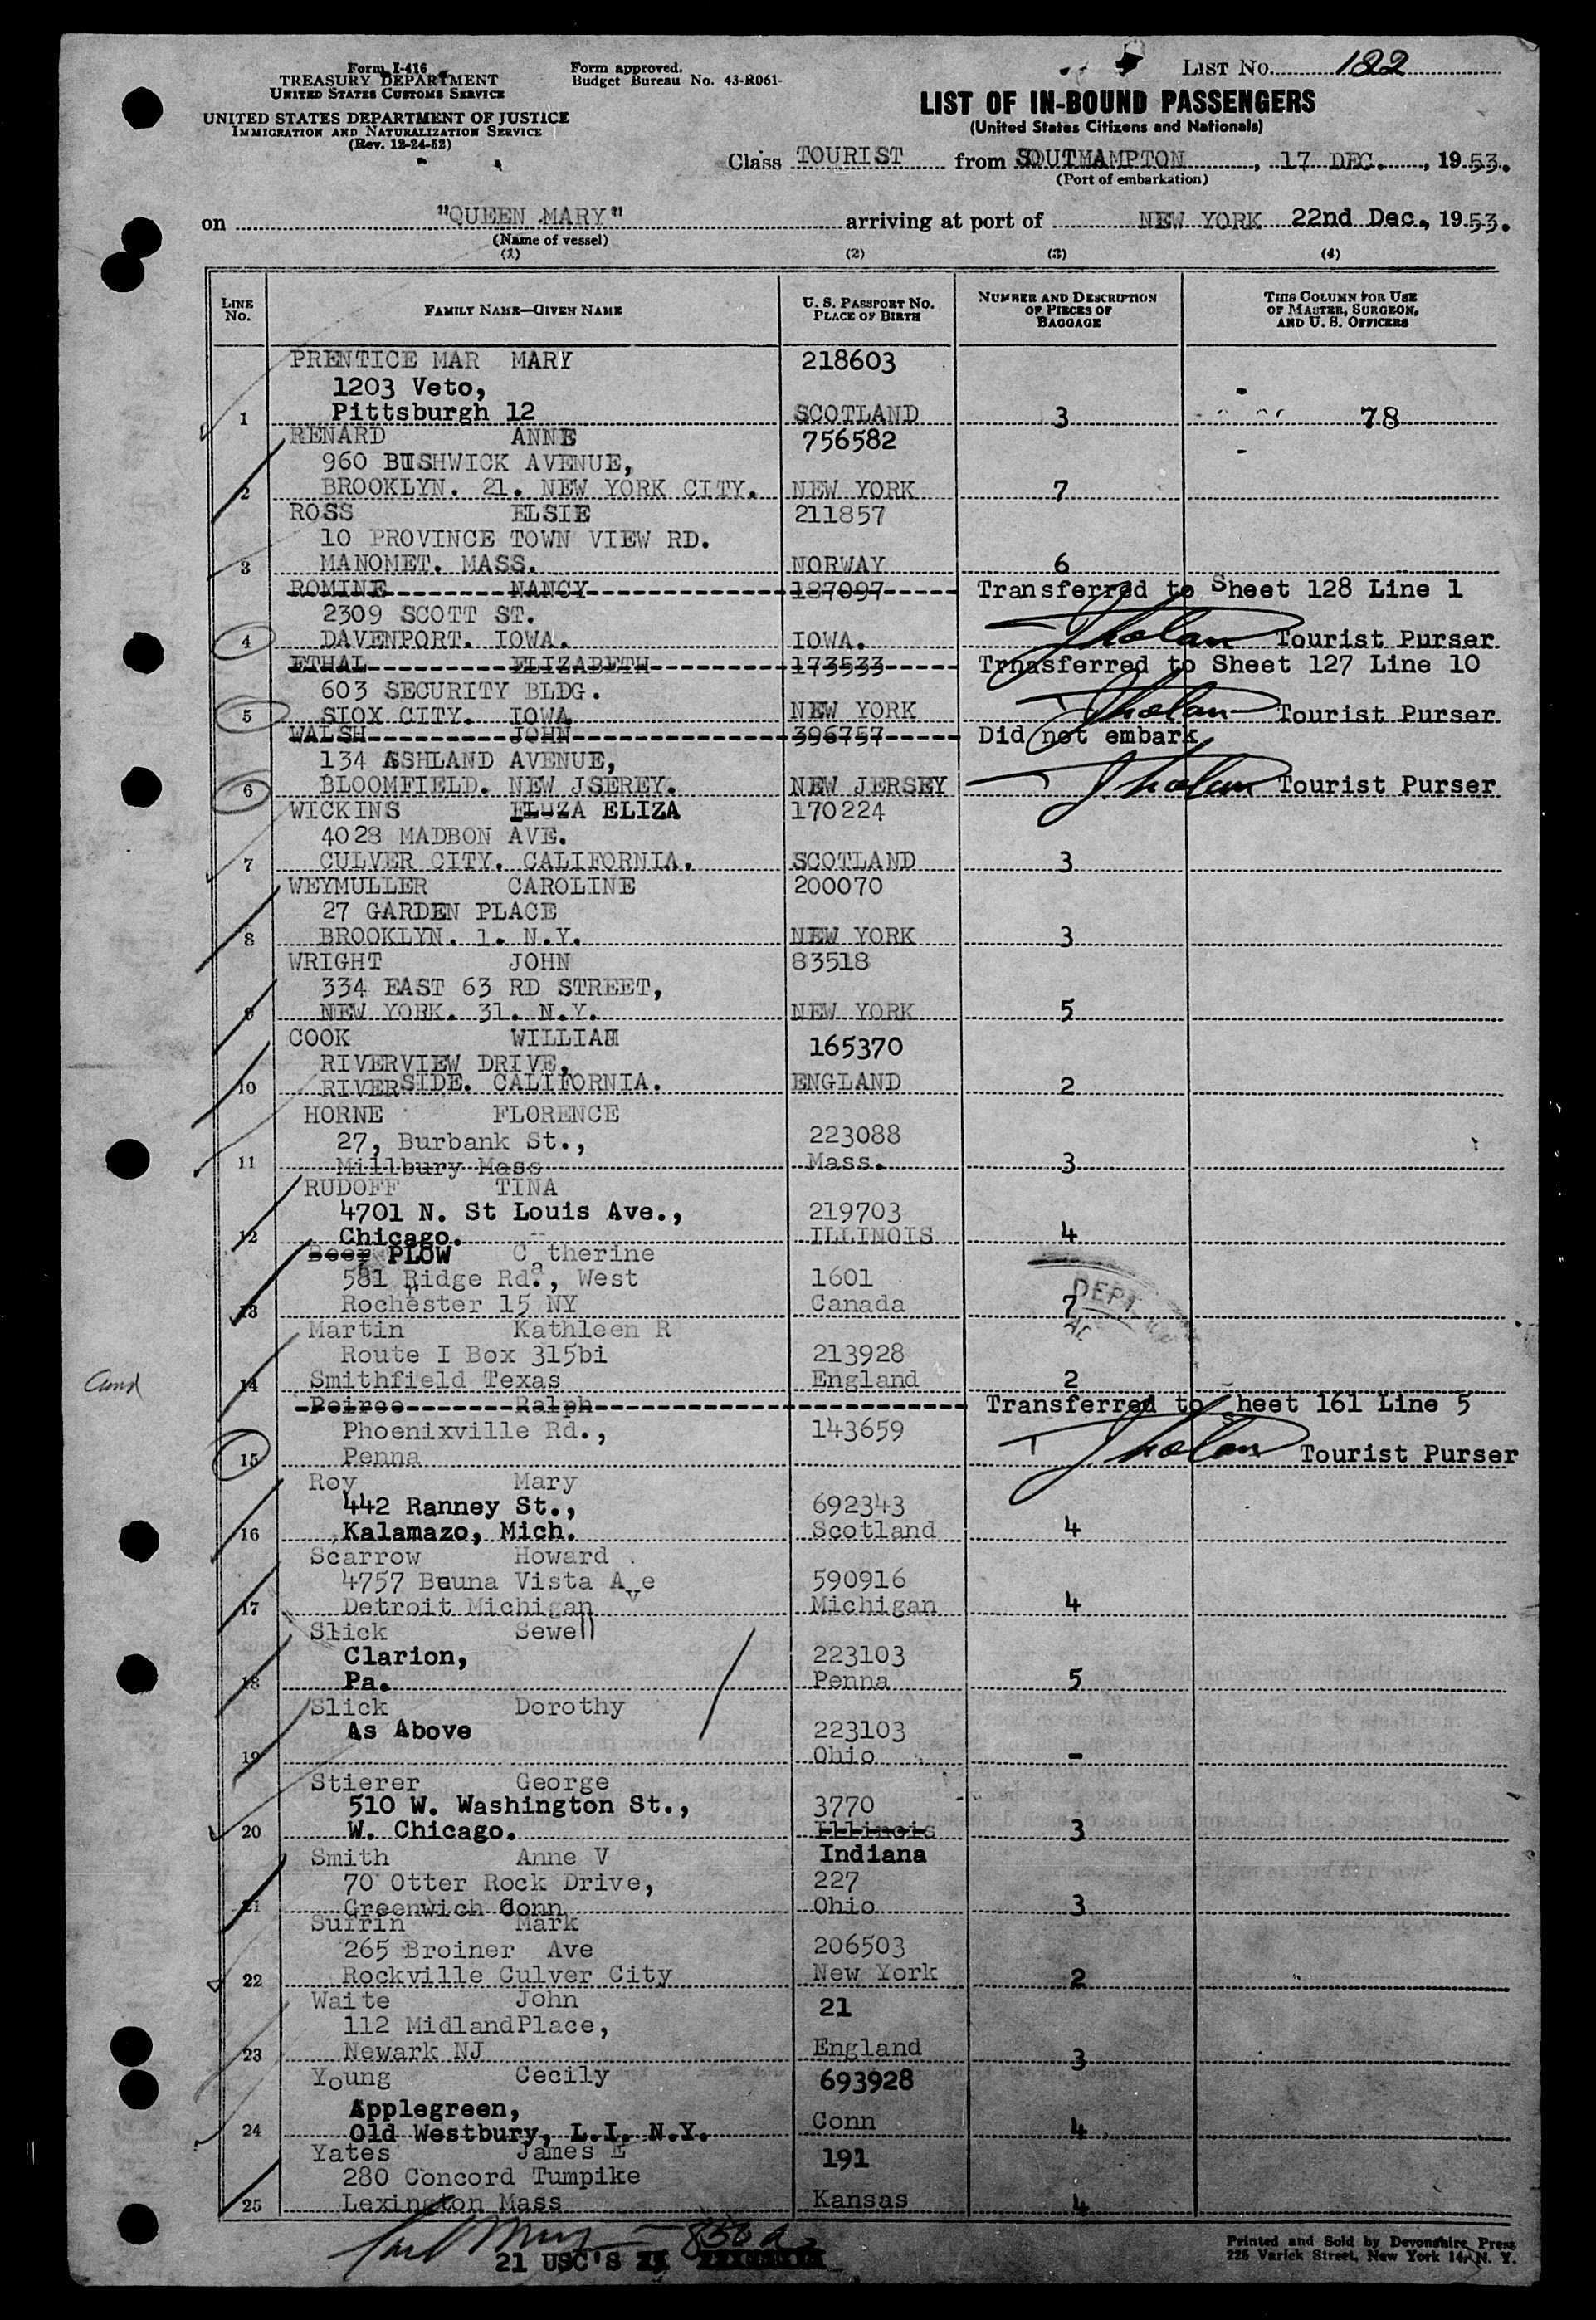 Form I-416
TREASURY DEPARTMENT
UNITED STATES CUSTOMS SERVICE
UNITED STATES DEPARTMENT OF JUSTICE
IMMIGRATION AND NATURALIZATION SERVICE
(Rev. 12-24-52)
Form approved.
Budget Bureau No. 43-R061-
LIST NO. 122
LIST OF IN-BOUND PASSENGERS
(United States Citizens and Nationals)
Class TOURIST from SOUTMAMPTON, 17 DEC., 1953.
(Port of embarkation)
on "QUEEN MARY" arriving at port of NEW YORK 22nd Dec., 1953.
(Name of vessel)
(1) (2) (3) (4)
LINE NO. FAMILY NAME—GIVEN NAME U. S. PASSPORT NO. PLACE OF BIRTH NUMBER AND DESCRIPTION OF PIECES OF BAGGAGE THIS COLUMN FOR USE OF MASTER, SURGEON, AND U. S. OFFICERS
PRENTICE MAR MARY 218603
1203 Veto,
1 Pittsburgh 12 SCOTLAND 3 78
RENARD ANNE 756582
960 BUSHWICK AVENUE,
2 BROOKLYN. 21. NEW YORK CITY. NEW YORK 7
ROSS ELSIE 211857
10 PROVINCE TOWN VIEW RD.
3 MANOMET. MASS. NORWAY 6
ROMINE NANCY 187097 Transferred to Sheet 128 Line 1
2309 SCOTT ST.
4 DAVENPORT. IOWA. IOWA. Tourist Purser
ETHAL ELIZABETH 173533 Trnasferred to Sheet 127 Line 10
603 SECURITY BLDG.
5 SIOX CITY. IOWA NEW YORK Tourist Purser
WALSH JOHN 396757 Did not embark
134 ASHLAND AVENUE,
6 BLOOMFIELD. NEW JSEREY. NEW JERSEY Tourist Purser
WICKINS ELUZA ELIZA 170224
4028 MADBON AVE.
7 CULVER CITY. CALIFORNIA. SCOTLAND 3
WEYMULLER CAROLINE 200070
27 GARDEN PLACE
8 BROOKLYN. 1. N.Y. NEW YORK 3
WRIGHT JOHN 83518
334 EAST 63 RD STREET,
9 NEW YORK. 31. N.Y. NEW YORK 5
COOK WILLIAM 165370
RIVERVIEW DRIVE,
10 RIVERSIDE. CALIFORNIA. ENGLAND 2
HORNE FLORENCE
27, Burbank St., 223088
11 Millbury Mass Mass. 3
RUDOFF TINA
4701 N. St Louis Ave., 219703
12 Chicago. ILLINOIS 4
Beer PLOW Catherine
581 Ridge Rd., West 1601
13 Rochester 15 NY Canada 7
DEPT
Martin Kathleen R
Route I Box 315bi 213928
14 Smithfield Texas England 2
Peirce Ralph Transferred to Sheet 161 Line 5
Phoenixville Rd., 143659
15 Penna Tourist Purser
Roy Mary
442 Ranney St., 692343
16 Kalamazo, Mich. Scotland 4
Scarrow Howard
4757 Beuna Vista Ave 590916
17 Detroit Michigan Michigan 4
Slick Sewell
Clarion, 223103
18 Pa. Penna 5
Slick Dorothy
As Above 223103
19 Ohio -
Stierer George
510 W. Washington St., 3770
20 W. Chicago. Illinois 3
Smith Anne V Indiana
70 Otter Rock Drive, 227
21 Greenwich Conn Ohio 3
Sufrin Mark
265 Broiner Ave 206503
22 Rockville Culver City New York 2
Waite John 21
112 MidlandPlace,
23 Newark NJ England 3
Young Cecily 693928
Applegreen,
24 Old Westbury, L.I. N.Y. Conn 4
Yates James E 191
280 Concord Turnpike
25 Lexington Mass Kansas 4
21 USC'S
Printed and Sold by Devonshire Press
225 Varick Street, New York 14, N. Y.